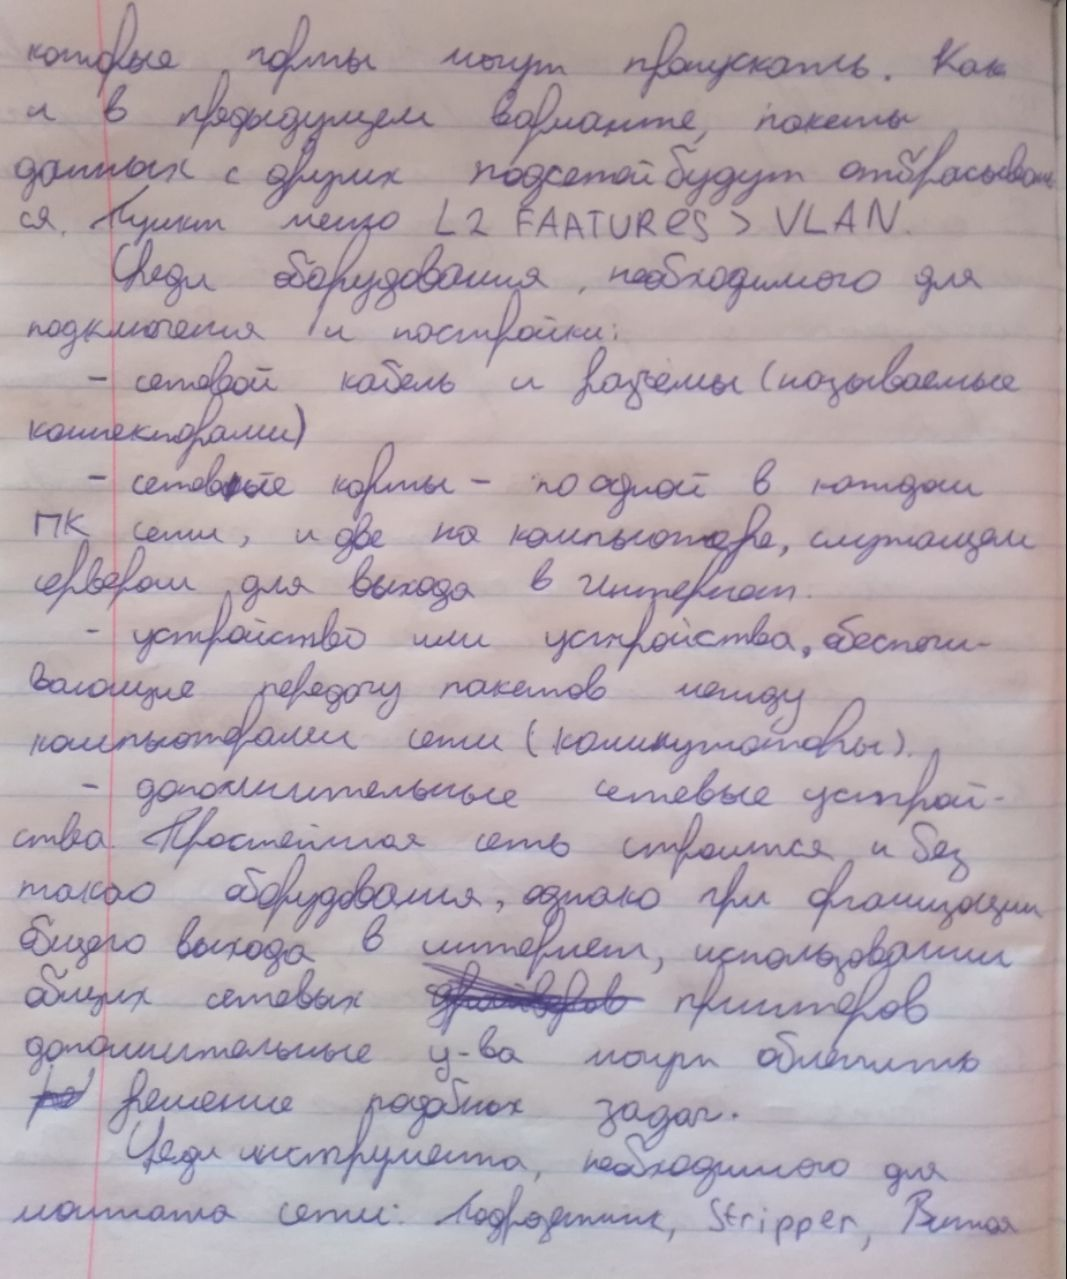 которые порты могут пропускать. Как
и в предыдущем варианте, пакеты
данных с других подсетей будут отбрасывать
ся. Пункт меню L2 FAATURES > VLAN.
Среди оборудования, необходимого для
подключения и постройки:
- сетевой кабель и разъемы (называемые
коннекторами)
- сетевые карты - по одной в каждом
ПК сети, и две на компьютере, служащем
сервером для выхода в Интернет.
- устройство или устройства, обеспечи-
вающие передачу пакетов между
компьютерами сети (коммутаторы).
- дополнительные сетевые устрой-
ства. Простейшая сеть строится и без
такого оборудования, однако при организации
общего выхода в интернет, использовании
общих сетевых принтеров
дополнительные у-ва могут облегчить
решение подобных задач.
Среди инструмента, необходимого для
монтажа сети: Stripper, Витая